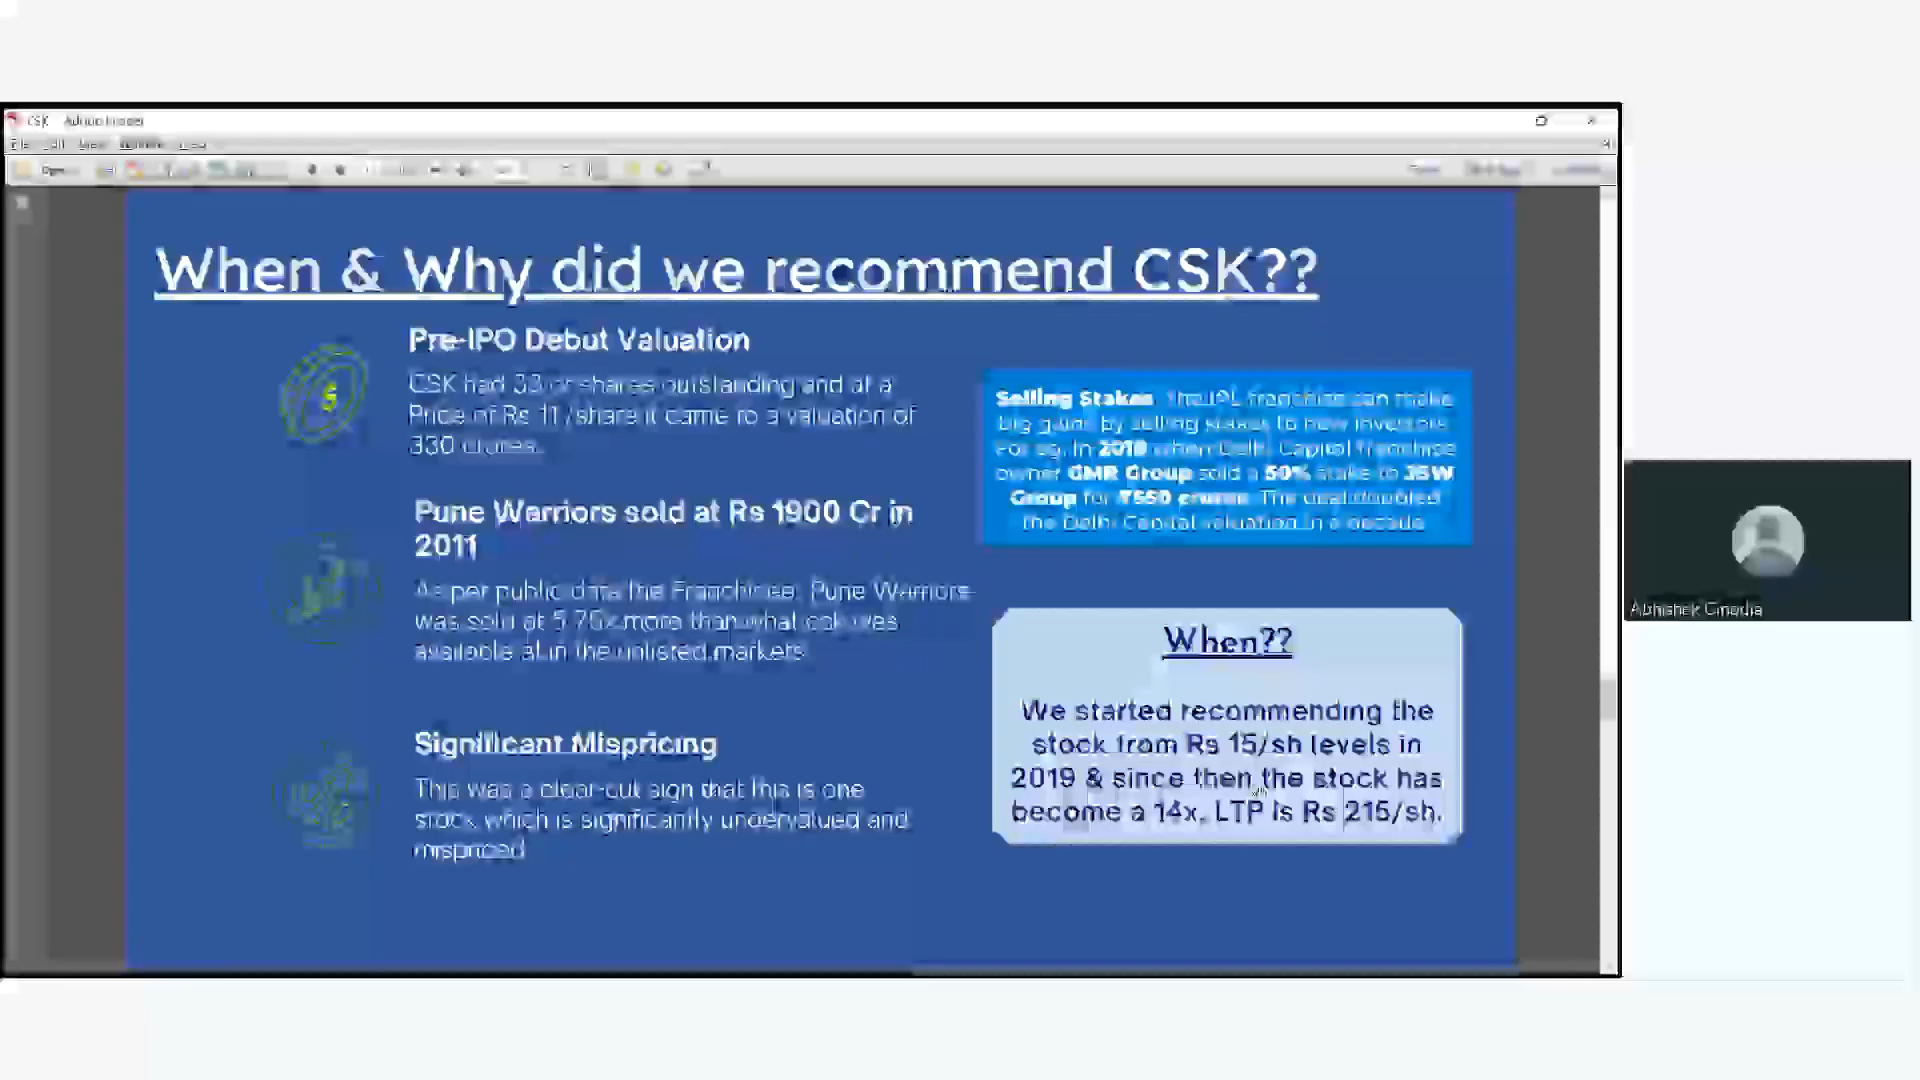 CSK - Adobe Reader
When & Why did we recommend CSK??
Pre-IPO Debut Valuation
CSK had 33 cr shares outstanding and at a
Price of Rs 11 /share it came to a valuation of
330 crores.
Pune Warriors sold at Rs 1900 Cr in
2011
As per public data the Franchisee, Pune Warriors
was sold at 5.75x more than what csk was
available at in the unlisted markets
Significant Mispricing
This was a clear-cut sign that this is one
stock which is significantly undervalued and
mispriced
Selling Stakes The IPL franchise can make
big gains by selling stakes to new investors
For eg. In 2018 when Delhi Capital franchise
owner GMR Group sold a 50% stake to JSW
Group for ₹550 crores. The deal doubled
the Delhi Capital valuation in a decade
When??
We started recommending the
stock from Rs 15/sh levels in
2019 & since then the stock has
become a 14x. LTP is Rs 215/sh.
Abhishek